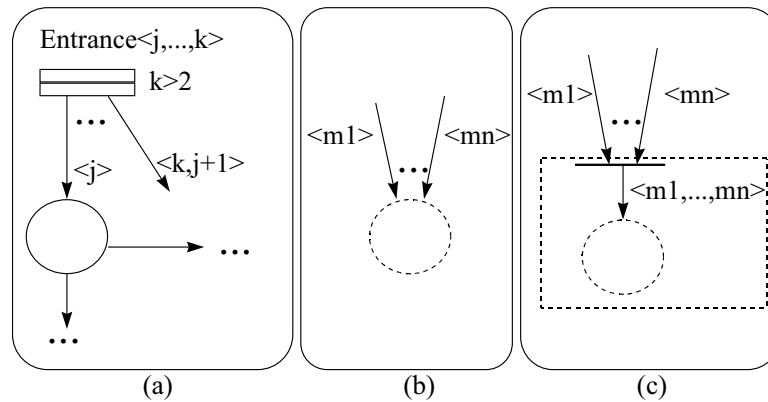 Entrance<j,...,k>
k>2
...
<j>
<k,j+1>
...
...
(a)
<m1>
<mn>
...
(b)
<m1>
<mn>
...
<m1,...,mn>
(c)